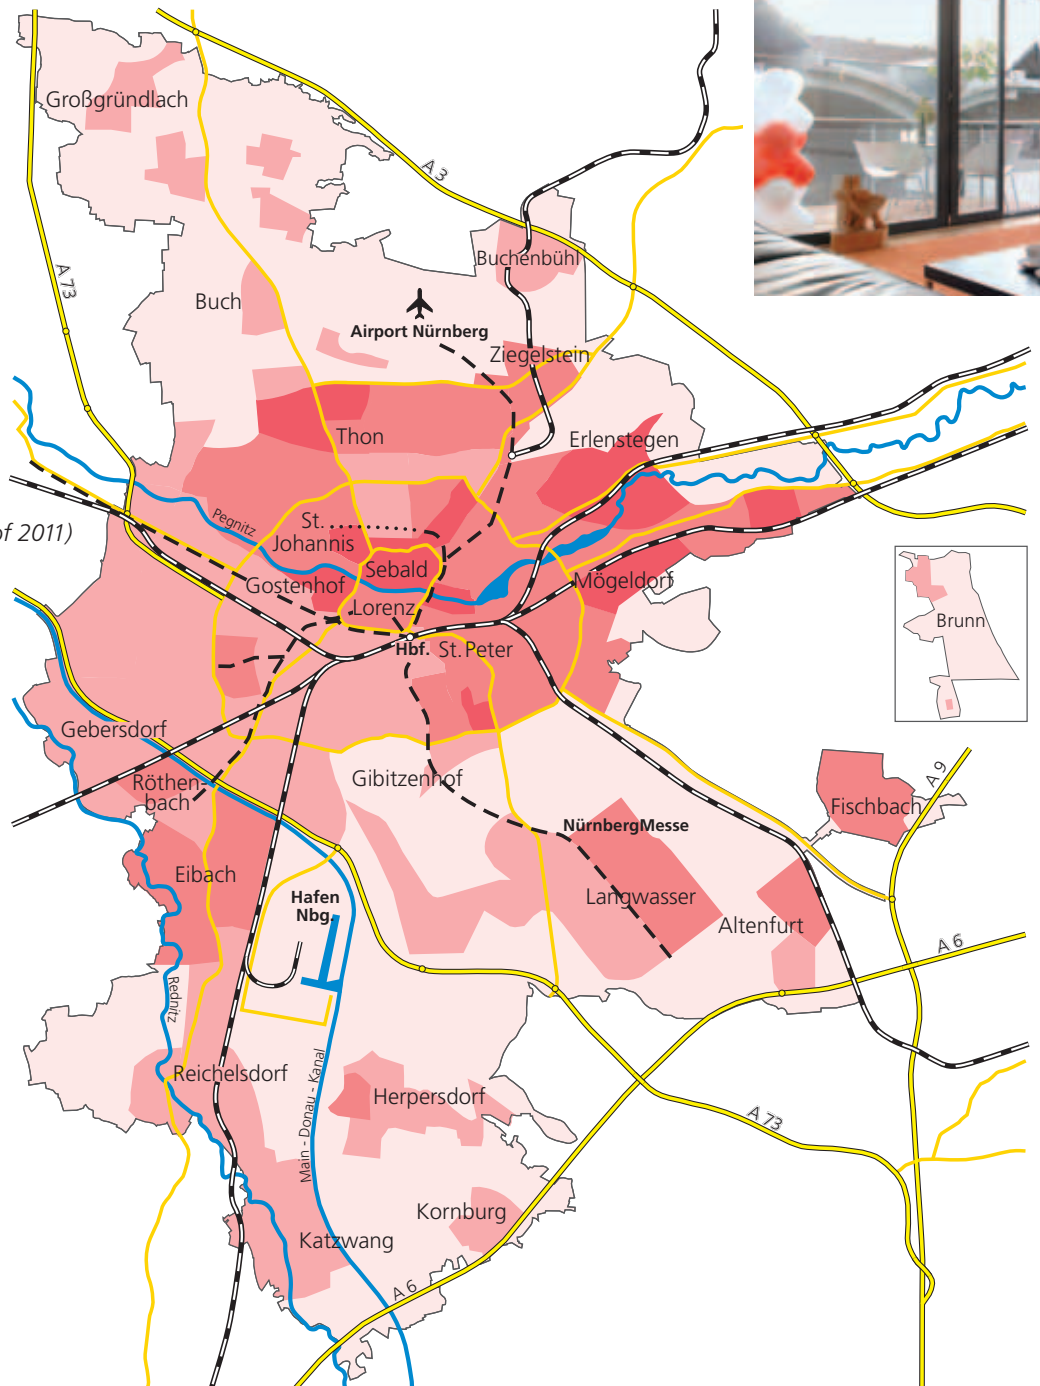 Großgründlach
A 3
A 73
Buchenbühl
Buch
Airport Nürnberg
Ziegelstein
Thon
Erlenstegen
of 2011)
Pegnitz
St.
Johannis
Sebald
Gostenhof
Mögeldorf
Lorenz
Brunn
Hbf.
St. Peter
Gebersdorf
Gibitzenhof
Röthen-
bach
A 9
Fischbach
NürnbergMesse
Eibach
Hafen
Nbg.
Langwasser
Altenfurt
A 6
Rednitz
Reichelsdorf
Main - Donau - Kanal
Herpersdorf
A 73
Kornburg
Katzwang
A 6